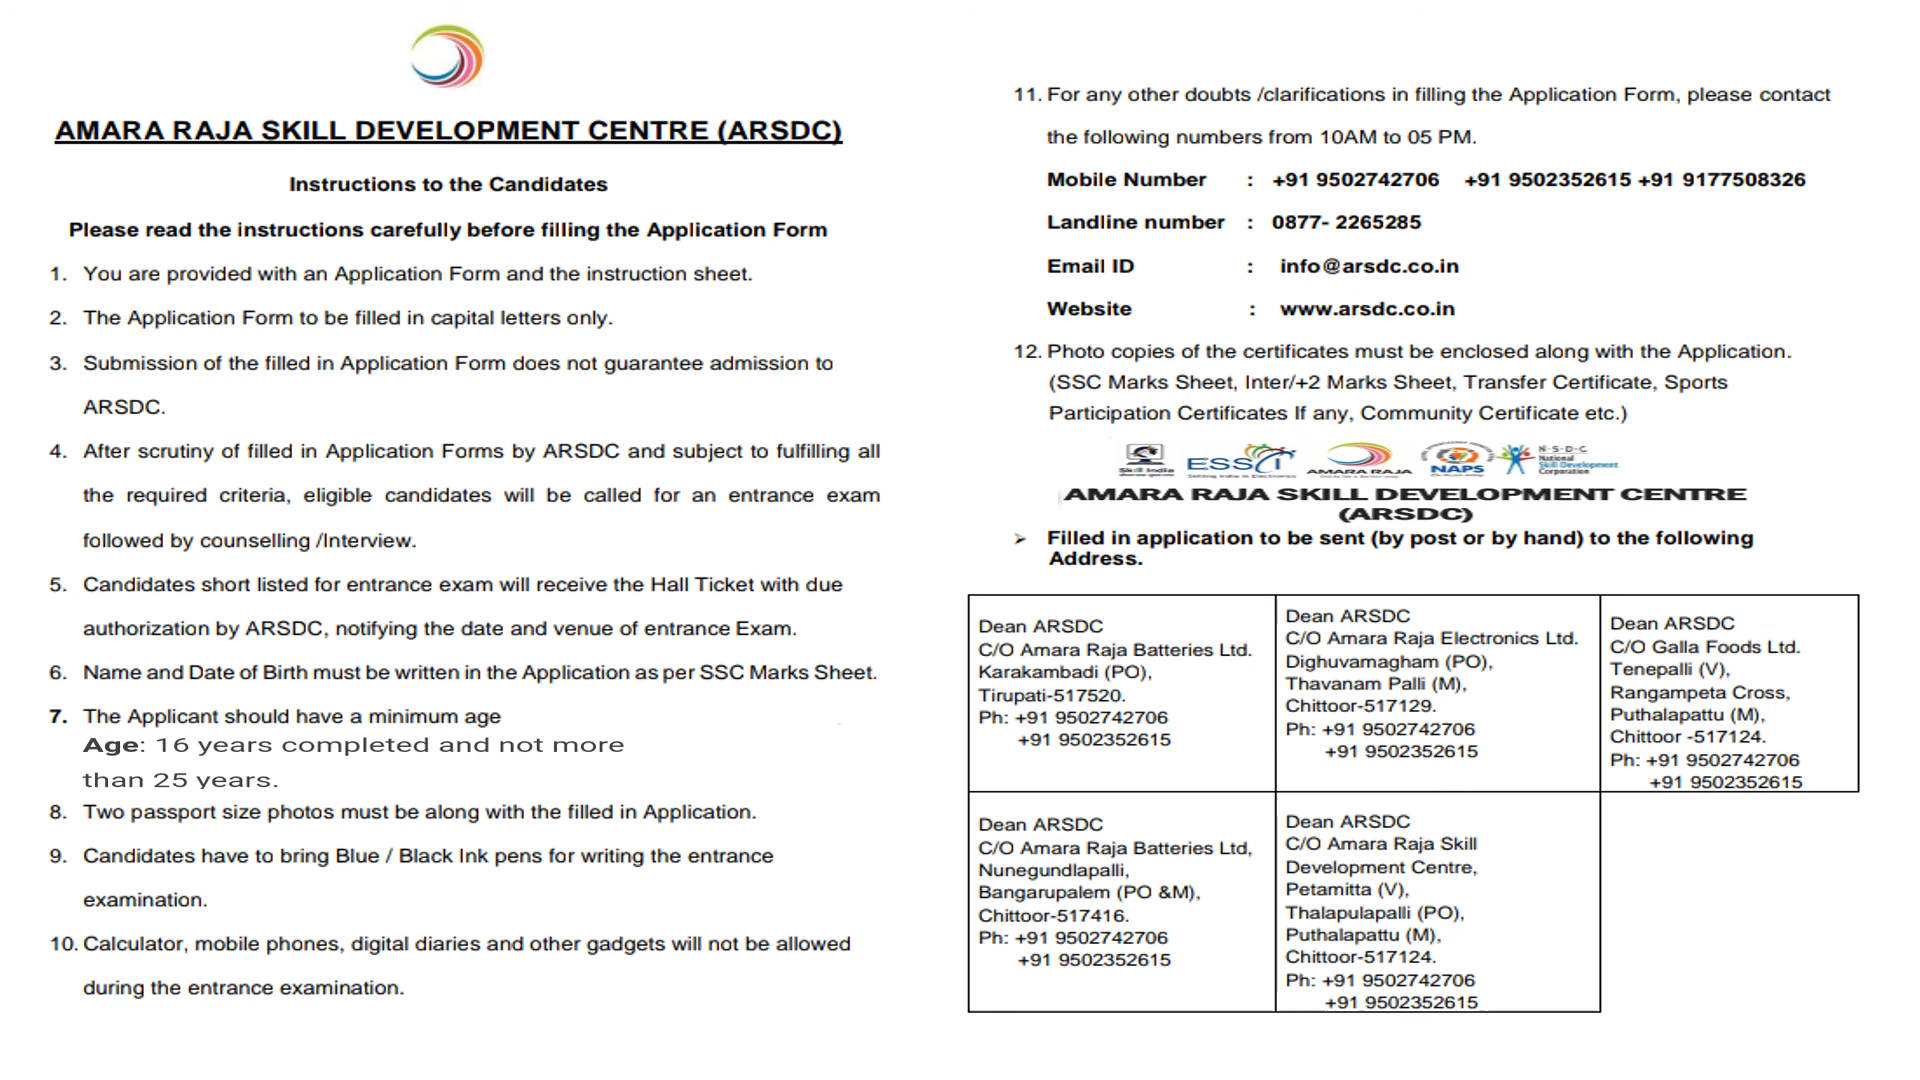 AMARA RAJA SKILL DEVELOPMENT CENTRE (ARSDC)
Instructions to the Candidates
Please read the instructions carefully before filling the Application Form
1. You are provided with an Application Form and the instruction sheet.
2. The Application Form to be filled in capital letters only.
3. Submission of the filled in Application Form does not guarantee admission to
ARSDC.
4. After scrutiny of filled in Application Forms by ARSDC and subject to fulfilling all
the required criteria, eligible candidates will be called for an entrance exam
followed by counselling /Interview.
5. Candidates short listed for entrance exam will receive the Hall Ticket with due
authorization by ARSDC, notifying the date and venue of entrance Exam.
6. Name and Date of Birth must be written in the Application as per SSC Marks Sheet.
7. The Applicant should have a minimum age
Age: 16 years completed and not more
than 25 years.
8. Two passport size photos must be along with the filled in Application.
9. Candidates have to bring Blue / Black Ink pens for writing the entrance
examination.
10. Calculator, mobile phones, digital diaries and other gadgets will not be allowed
during the entrance examination.
11. For any other doubts /clarifications in filling the Application Form, please contact
the following numbers from 10AM to 05 PM.
Mobile Number : +91 9502742706 +91 9502352615 +91 9177508326
Landline number : 0877- 2265285
Email ID : info@arsdc.co.in
Website : www.arsdc.co.in
12. Photo copies of the certificates must be enclosed along with the Application.
(SSC Marks Sheet, Inter/+2 Marks Sheet, Transfer Certificate, Sports
Participation Certificates If any, Community Certificate etc.)
Skill India
ESSCI
AMARA RAJA
NAPS
N·S·D·C
National
Skill Development
Corporation
AMARA RAJA SKILL DEVELOPMENT CENTRE
(ARSDC)
➢ Filled in application to be sent (by post or by hand) to the following
Address.
Dean ARSDC
C/O Amara Raja Batteries Ltd.
Karakambadi (PO),
Tirupati-517520.
Ph: +91 9502742706
+91 9502352615
Dean ARSDC
C/O Amara Raja Electronics Ltd.
Dighuvamagham (PO),
Thavanam Palli (M),
Chittoor-517129.
Ph: +91 9502742706
+91 9502352615
Dean ARSDC
C/O Galla Foods Ltd.
Tenepalli (V),
Rangampeta Cross,
Puthalapattu (M),
Chittoor -517124.
Ph: +91 9502742706
+91 9502352615
Dean ARSDC
C/O Amara Raja Batteries Ltd,
Nunegundlapalli,
Bangarupalem (PO &M),
Chittoor-517416.
Ph: +91 9502742706
+91 9502352615
Dean ARSDC
C/O Amara Raja Skill
Development Centre,
Petamitta (V),
Thalapulapalli (PO),
Puthalapattu (M),
Chittoor-517124.
Ph: +91 9502742706
+91 9502352615